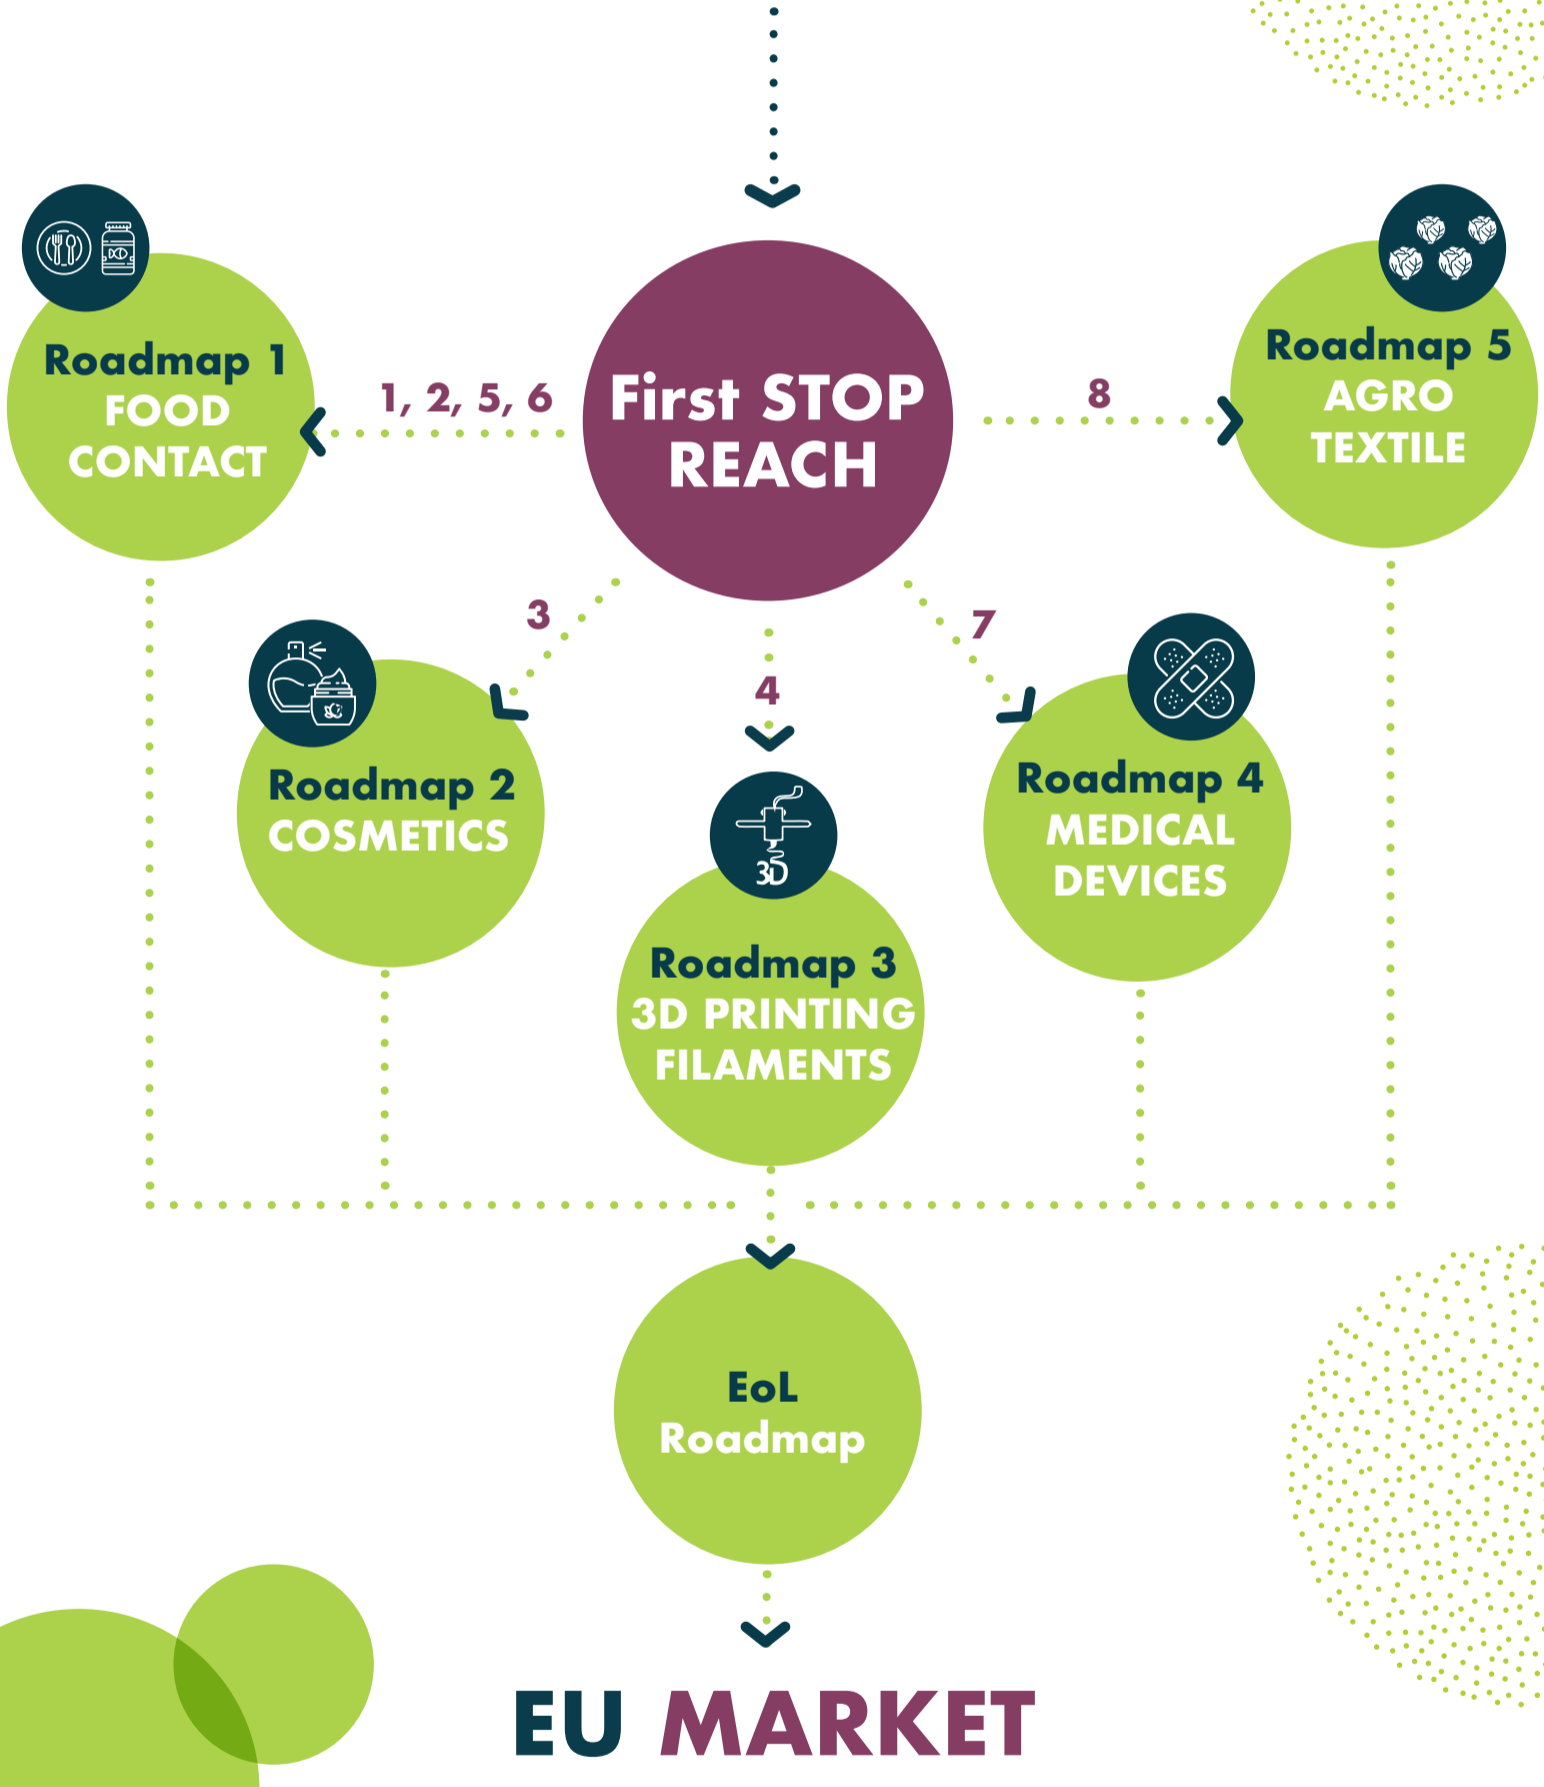 First STOP
REACH
1, 2, 5, 6
8
3
4
7
Roadmap 1
FOOD
CONTACT
Roadmap 2
COSMETICS
3D
Roadmap 3
3D PRINTING
FILAMENTS
Roadmap 4
MEDICAL
DEVICES
Roadmap 5
AGRO
TEXTILE
EoL
Roadmap
EU MARKET